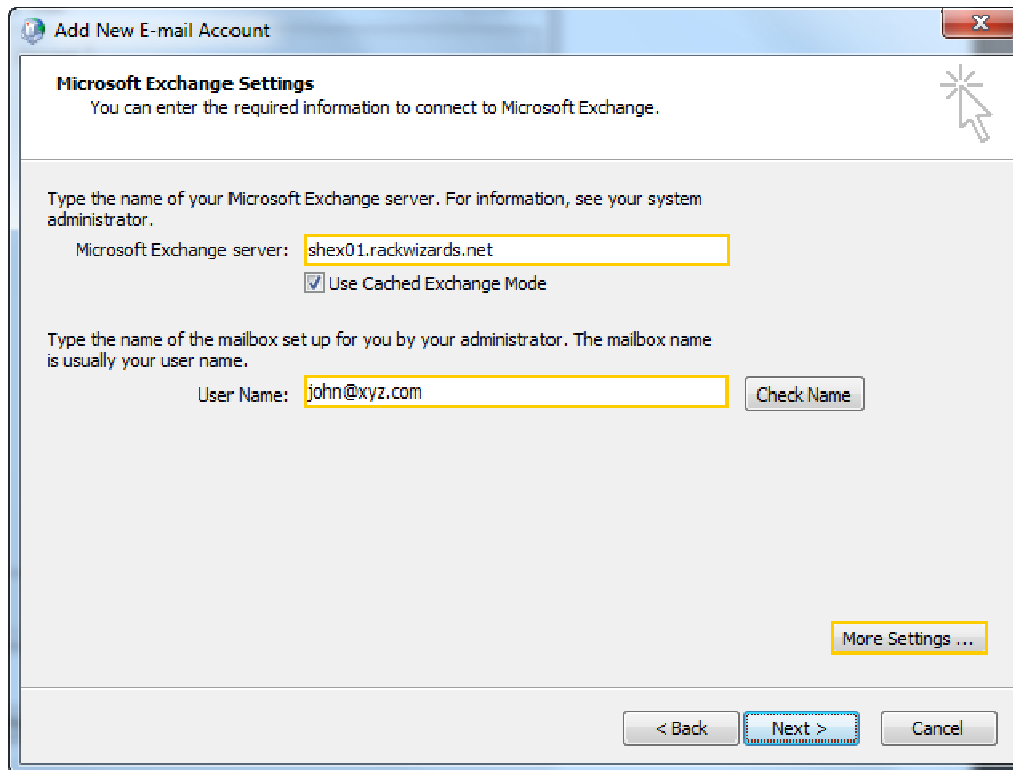 Add New E-mail Account
X
Microsoft Exchange Settings
You can enter the required information to connect to Microsoft Exchange.
Type the name of your Microsoft Exchange server. For information, see your system
administrator.
Microsoft Exchange server: shex01.rackwizards.net
Use Cached Exchange Mode
Type the name of the mailbox set up for you by your administrator. The mailbox name
is usually your user name.
User Name: john@xyz.com Check Name
More Settings ...
< Back Next > Cancel